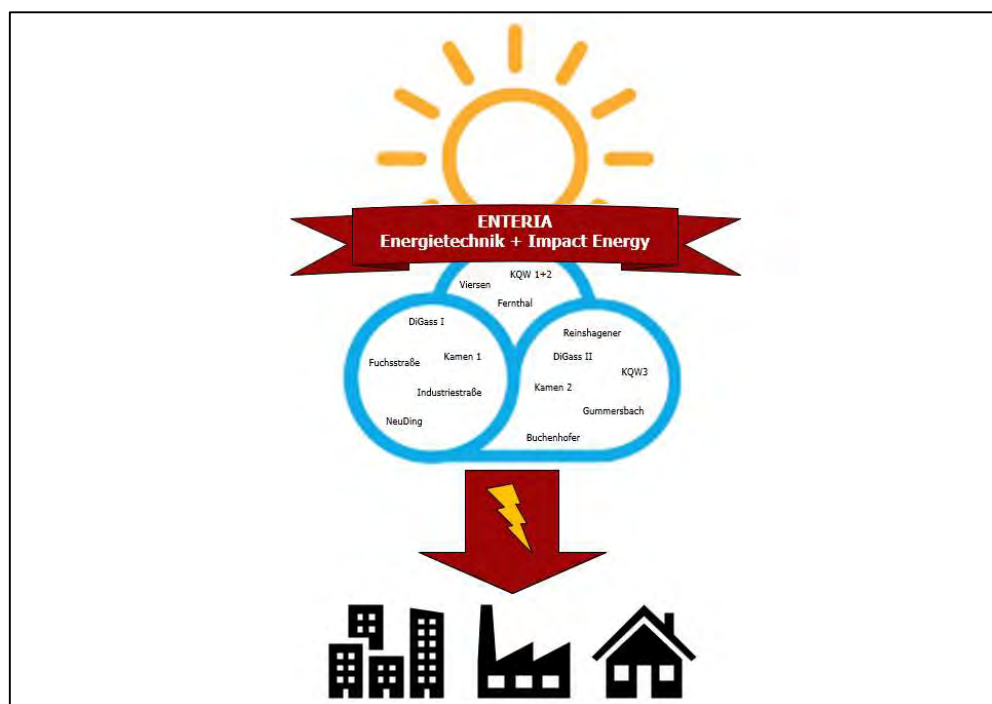 ENTERIA
Energietechnik + Impact Energy
KQW 1+2
Viersen
Fernthal
DiGass I
Kamen 1
Fuchsstraße
Industriestraße
NeuDing
Reinshagener
DiGass II
KQW3
Kamen 2
Gummersbach
Buchenhofer